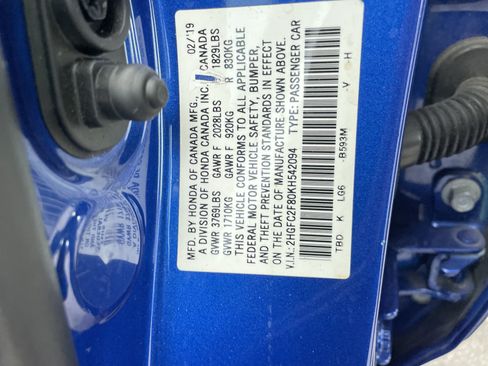 MFD. BY HONDA OF CANADA MFG., 02/'19
A DIVISION OF HONDA CANADA INC. / CANADA
GVWR 3769LBS GAWR F 2028LBS R 1829LBS
GVWR 1710KG GAWR F 920KG R 830KG
THIS VEHICLE CONFORMS TO ALL APPLICABLE
FEDERAL MOTOR VEHICLE SAFETY, BUMPER,
AND THEFT PREVENTION STANDARDS IN EFFECT
ON THE DATE OF MANUFACTURE SHOWN ABOVE.
V.I.N.: 2HGFC2F80KH542094 TYPE: PASSENGER CAR
TBD K LG6 -B593M -V -H